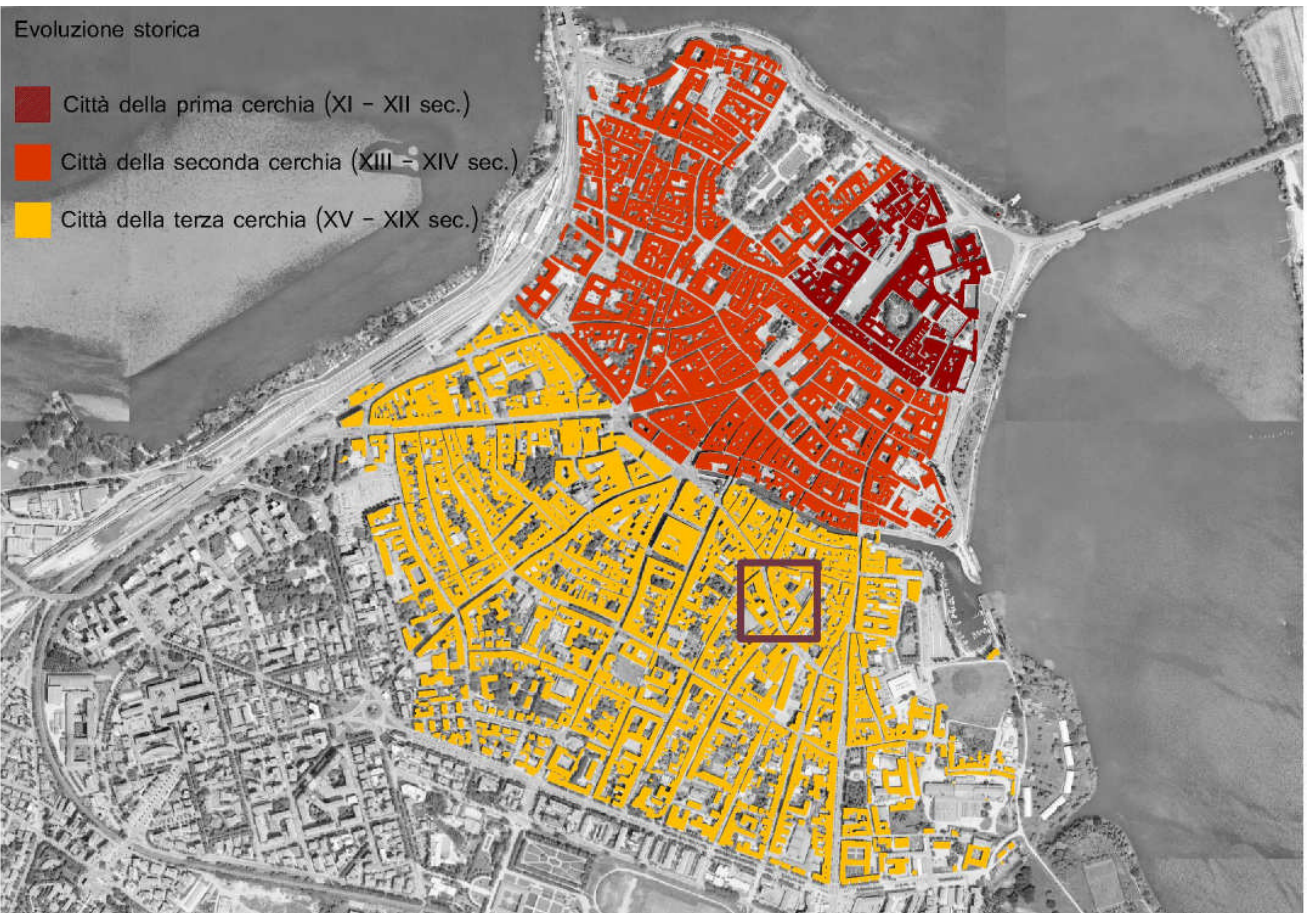 Evoluzione storica
Città della prima cerchia (XI – XII sec.)
Città della seconda cerchia (XIII – XIV sec.)
Città della terza cerchia (XV – XIX sec.)